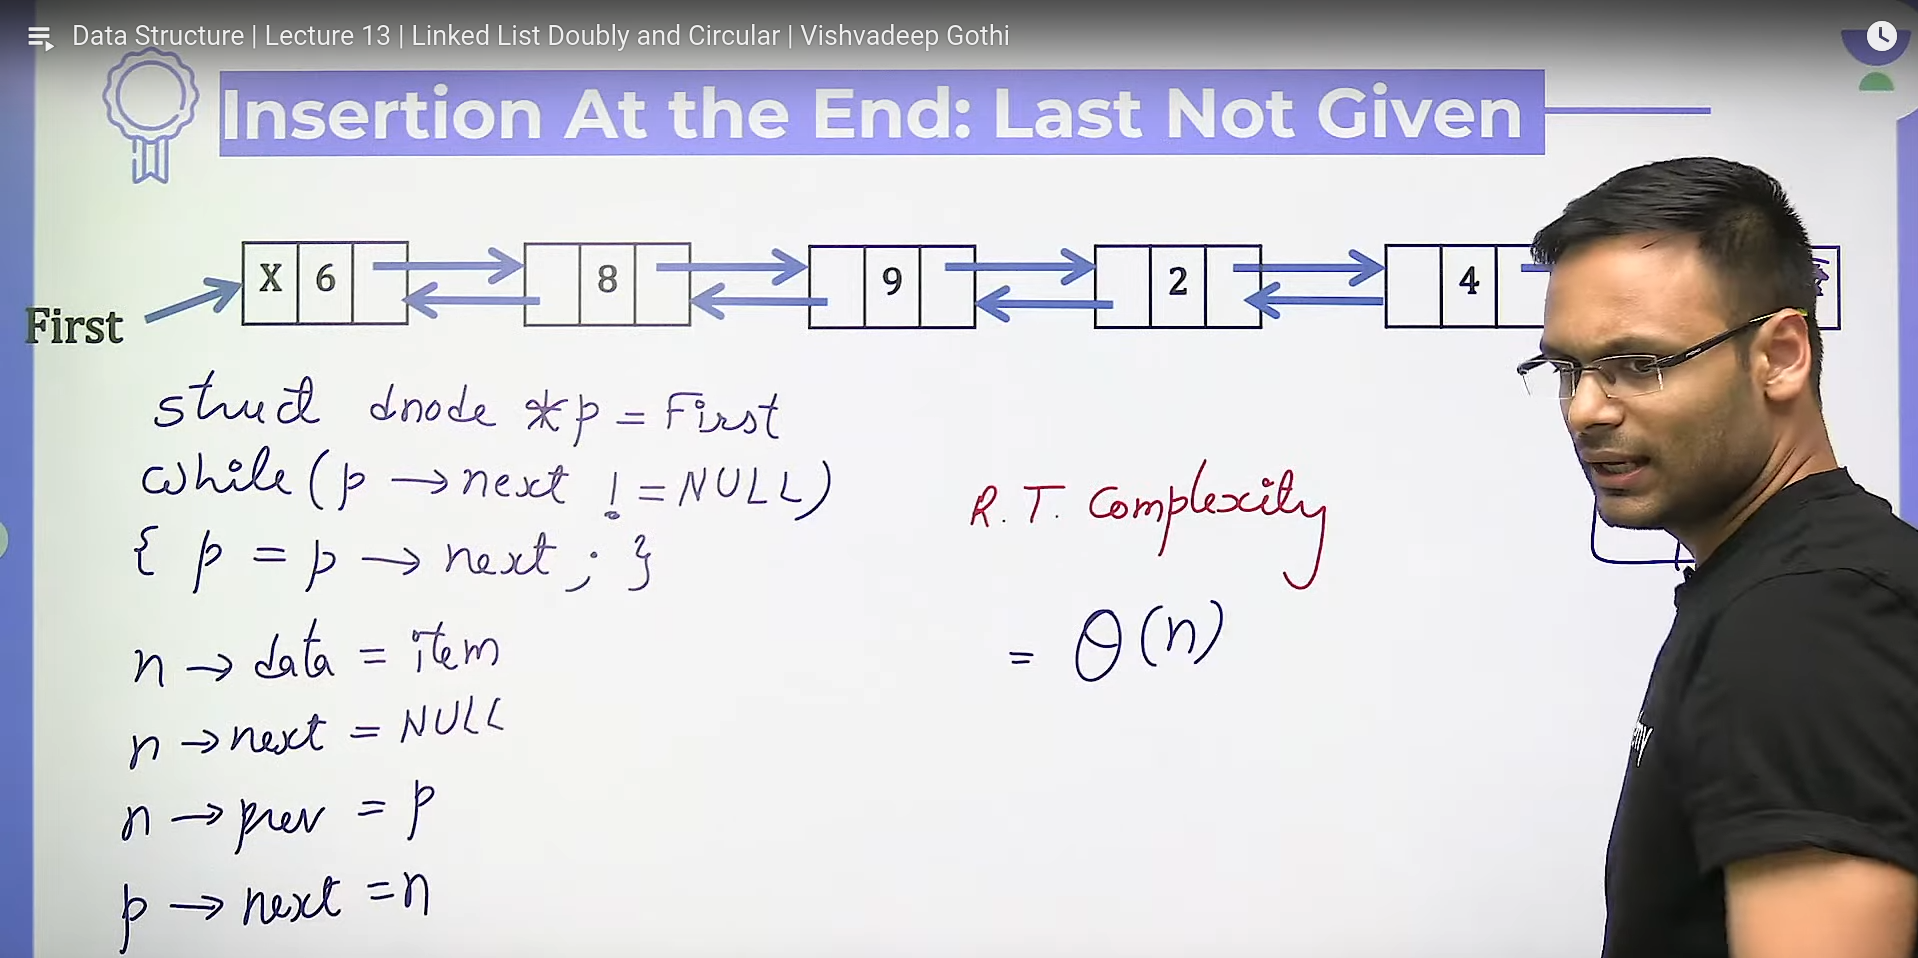 Data Structure | Lecture 13 | Linked List Doubly and Circular | Vishvadeep Gothi
Insertion At the End: Last Not Given
X 6 8 9 2 4
First
struct dnode *p = First
while (p → next != NULL)
{ p = p → next ; }
n → data = item
n → next = NULL
n → prev = p
p → next = n
R. T. Complexity
= θ(n)